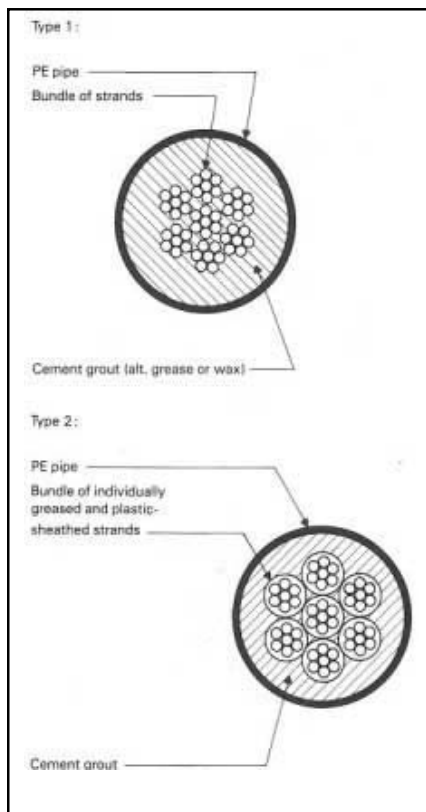 Type 1:
PE pipe
Bundle of strands
Cement grout (alt. grease or wax)
Type 2:
PE pipe
Bundle of individually
greased and plastic-
sheathed strands
Cement grout